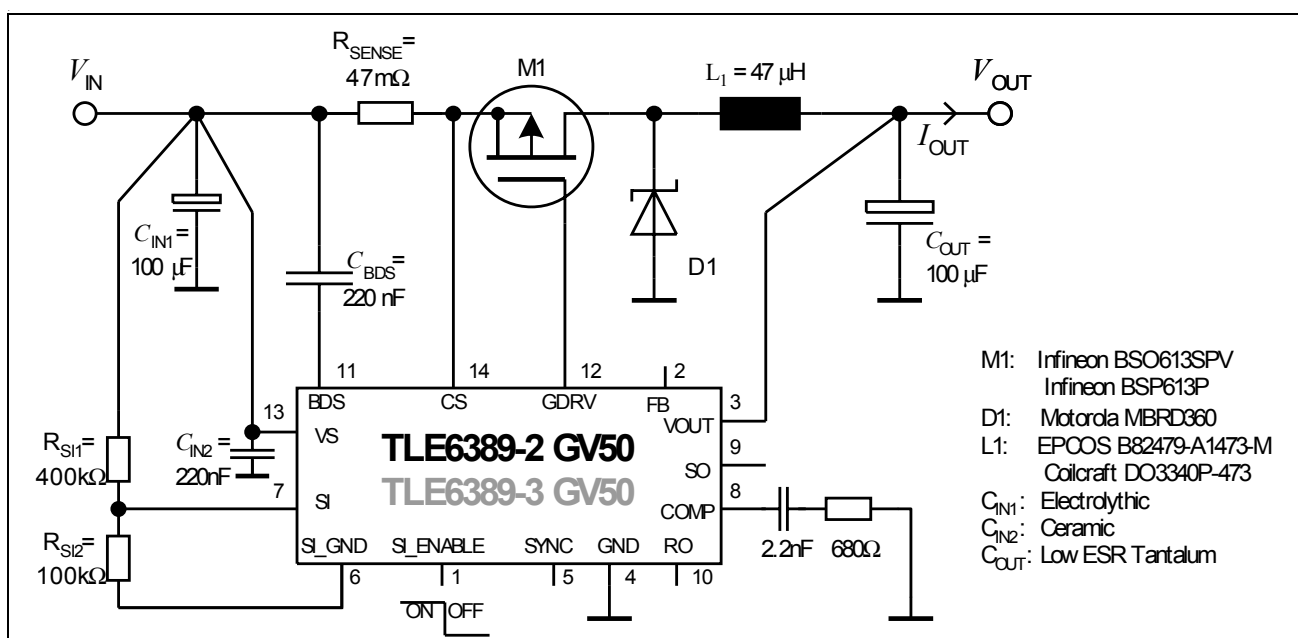 R_SENSE=
47mΩ
M1
L₁ = 47 µH
V_IN
V_OUT
I_OUT
C_IN1=
100 µF
C_BDS=
220 nF
D1
C_OUT =
100 µF
11
14
12
2
13
BDS
CS
GDRV
FB
3
VS
VOUT
R_SI1=
400kΩ
C_IN2=
220nF
TLE6389-2 GV50
TLE6389-3 GV50
9
SO
7
SI
8
COMP
R_SI2=
100kΩ
SI_GND
SI_ENABLE
SYNC
GND
RO
2.2nF
680Ω
6
1
5
4
10
ON
OFF
M1: Infineon BSO613SPV
Infineon BSP613P
D1: Motorola MBRD360
L1: EPCOS B82479-A1473-M
Coilcraft DO3340P-473
C_IN1: Electrolythic
C_IN2: Ceramic
C_OUT: Low ESR Tantalum